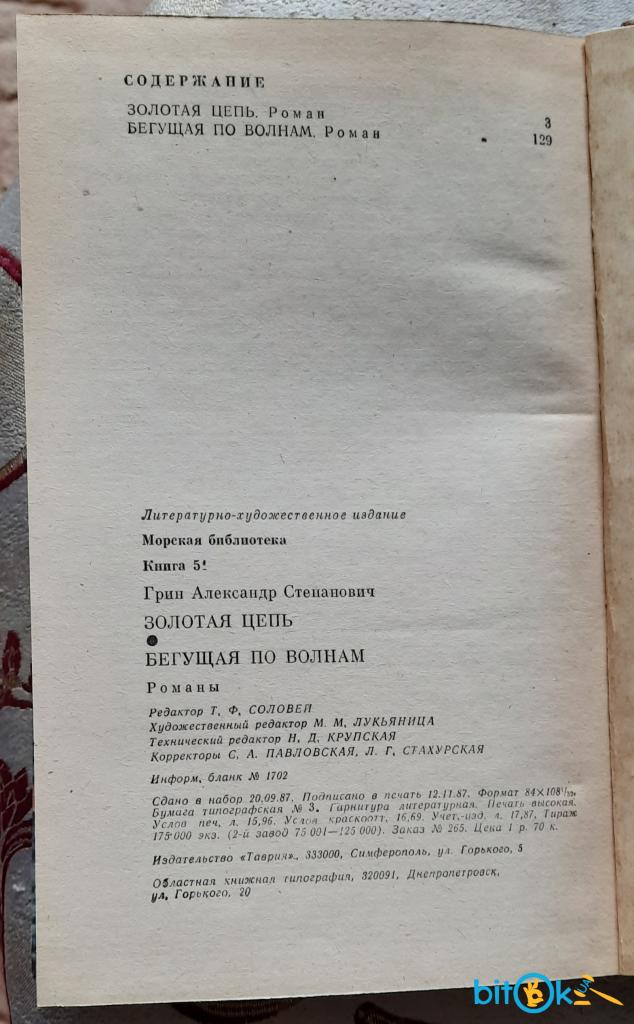 СОДЕРЖАНИЕ
ЗОЛОТАЯ ЦЕПЬ. Роман 3
БЕГУЩАЯ ПО ВОЛНАМ. Роман 129
Литературно-художественное издание
Морская библиотека
Книга 51
Грин Александр Степанович
ЗОЛОТАЯ ЦЕПЬ
●
БЕГУЩАЯ ПО ВОЛНАМ
Романы
Редактор Т. Ф. СОЛОВЕЙ
Художественный редактор М. М. ЛУКЬЯНИЦА
Технический редактор Н. Д. КРУПСКАЯ
Корректоры С. А. ПАВЛОВСКАЯ, Л. Г. СТАХУРСКАЯ
Информ. бланк № 1702
Сдано в набор 20.09.87. Подписано в печать 12.11.87. Формат 84×108¹/₃₂.
Бумага типографская № 3. Гарнитура литературная. Печать высокая.
Услов печ. л. 15,96. Услов краскоотт. 16,69. Учет.-изд. л. 17,87. Тираж
175 000 экз. (2-й завод 75 001—125 000). Заказ № 265. Цена 1 р. 70 к.
Издательство «Таврия», 333000, Симферополь, ул. Горького, 5
Областная книжная типография, 320091, Днепропетровск,
ул. Горького, 20
bitok UA